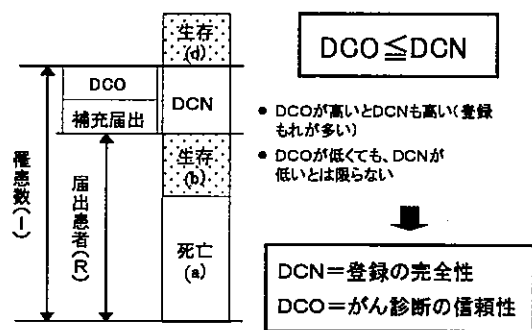 生存
(d)
DCO
補充届出
DCN
生存
(b)
死亡
(a)
罹患数(I)
届出患者(R)
DCO≦DCN
● DCOが高いとDCNも高い(登録
もれが多い)
● DCOが低くても、DCNが
低いとは限らない
DCN=登録の完全性
DCO=がん診断の信頼性